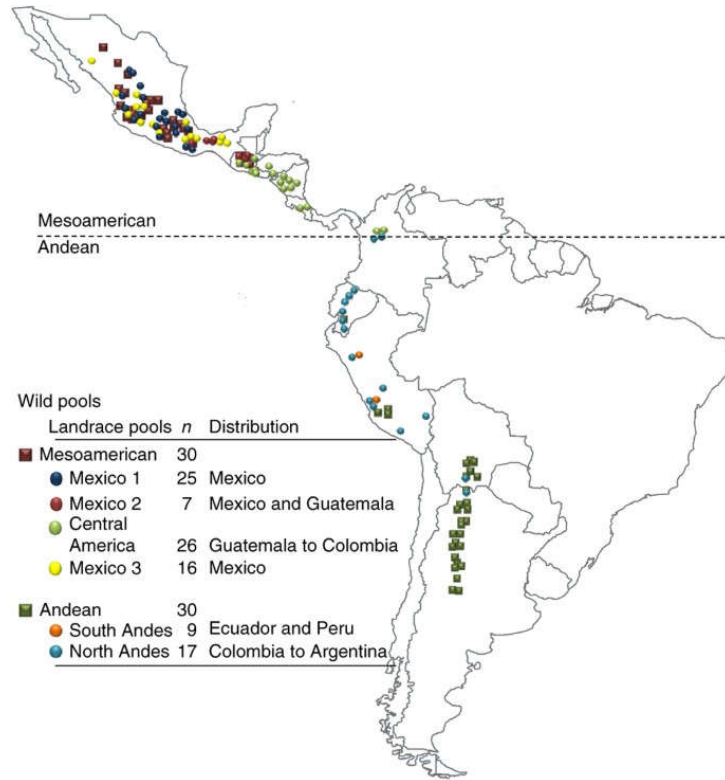 Mesoamerican
Andean
Wild pools
Landrace pools n Distribution
Mesoamerican 30
Mexico 1 25 Mexico
Mexico 2 7 Mexico and Guatemala
Central
America 26 Guatemala to Colombia
Mexico 3 16 Mexico
Andean 30
South Andes 9 Ecuador and Peru
North Andes 17 Colombia to Argentina